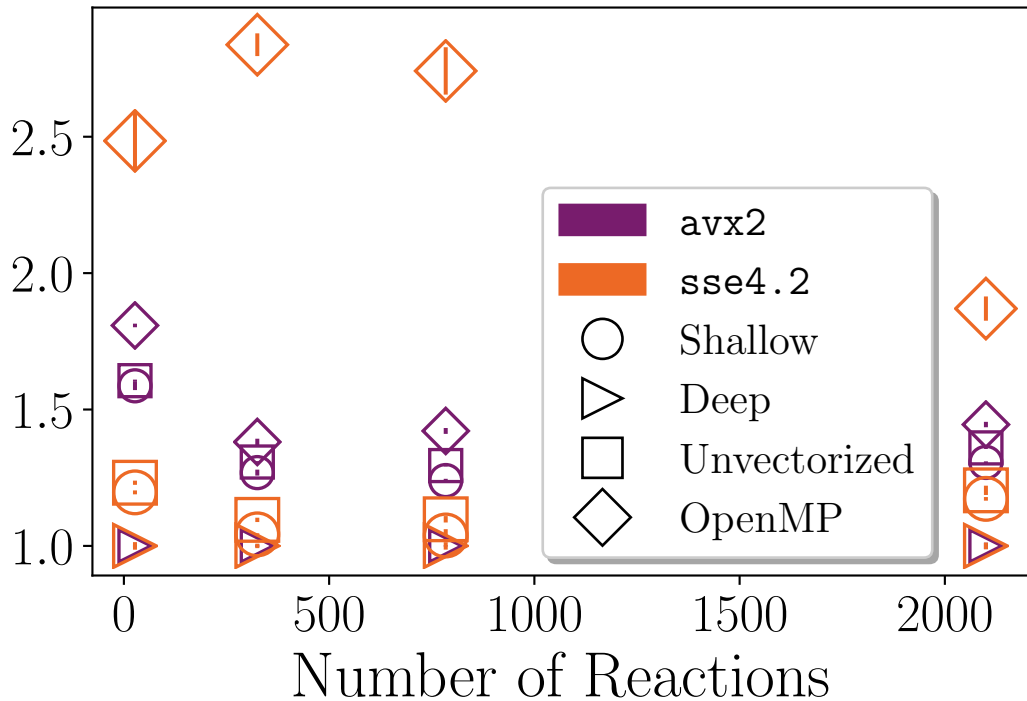 2.5
2.0
1.5
1.0
avx2
sse4.2
Shallow
Deep
Unvectorized
OpenMP
0 500 1000 1500 2000
Number of Reactions